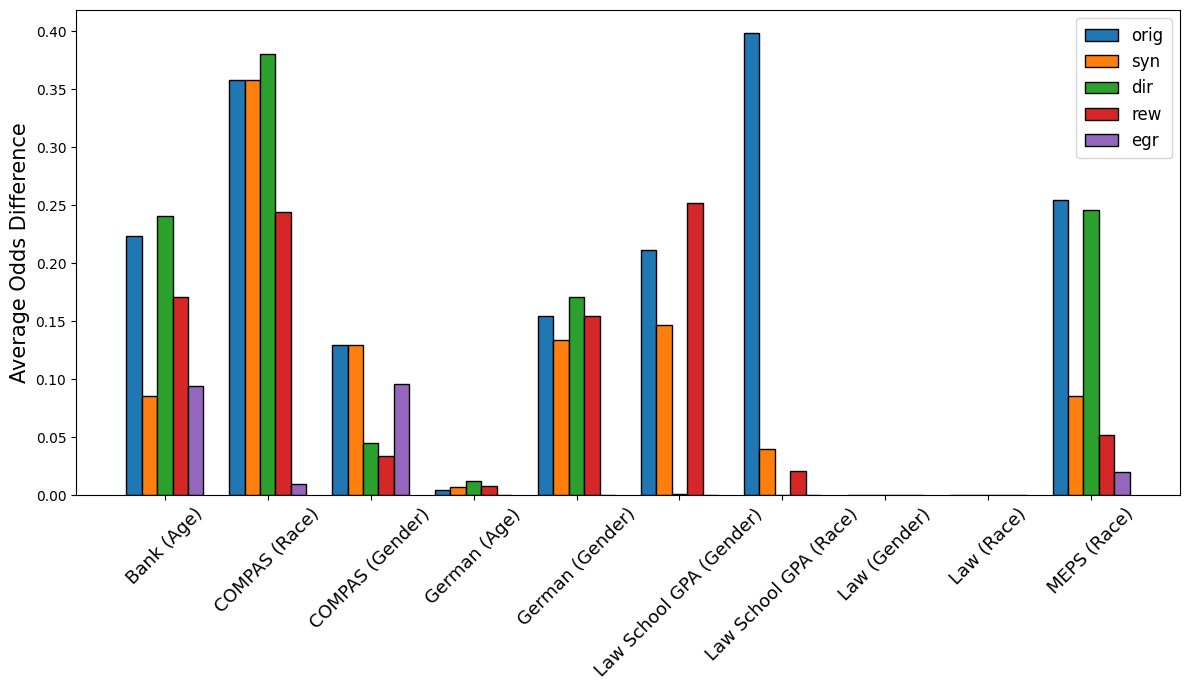 Average Odds Difference
0.40
0.35
0.30
0.25
0.20
0.15
0.10
0.05
0.00
orig
syn
dir
rew
egr
Bank (Age)
COMPAS (Race)
COMPAS (Gender)
German (Age)
German (Gender)
Law School GPA (Gender)
Law School GPA (Race)
Law (Gender)
Law (Race)
MEPS (Race)